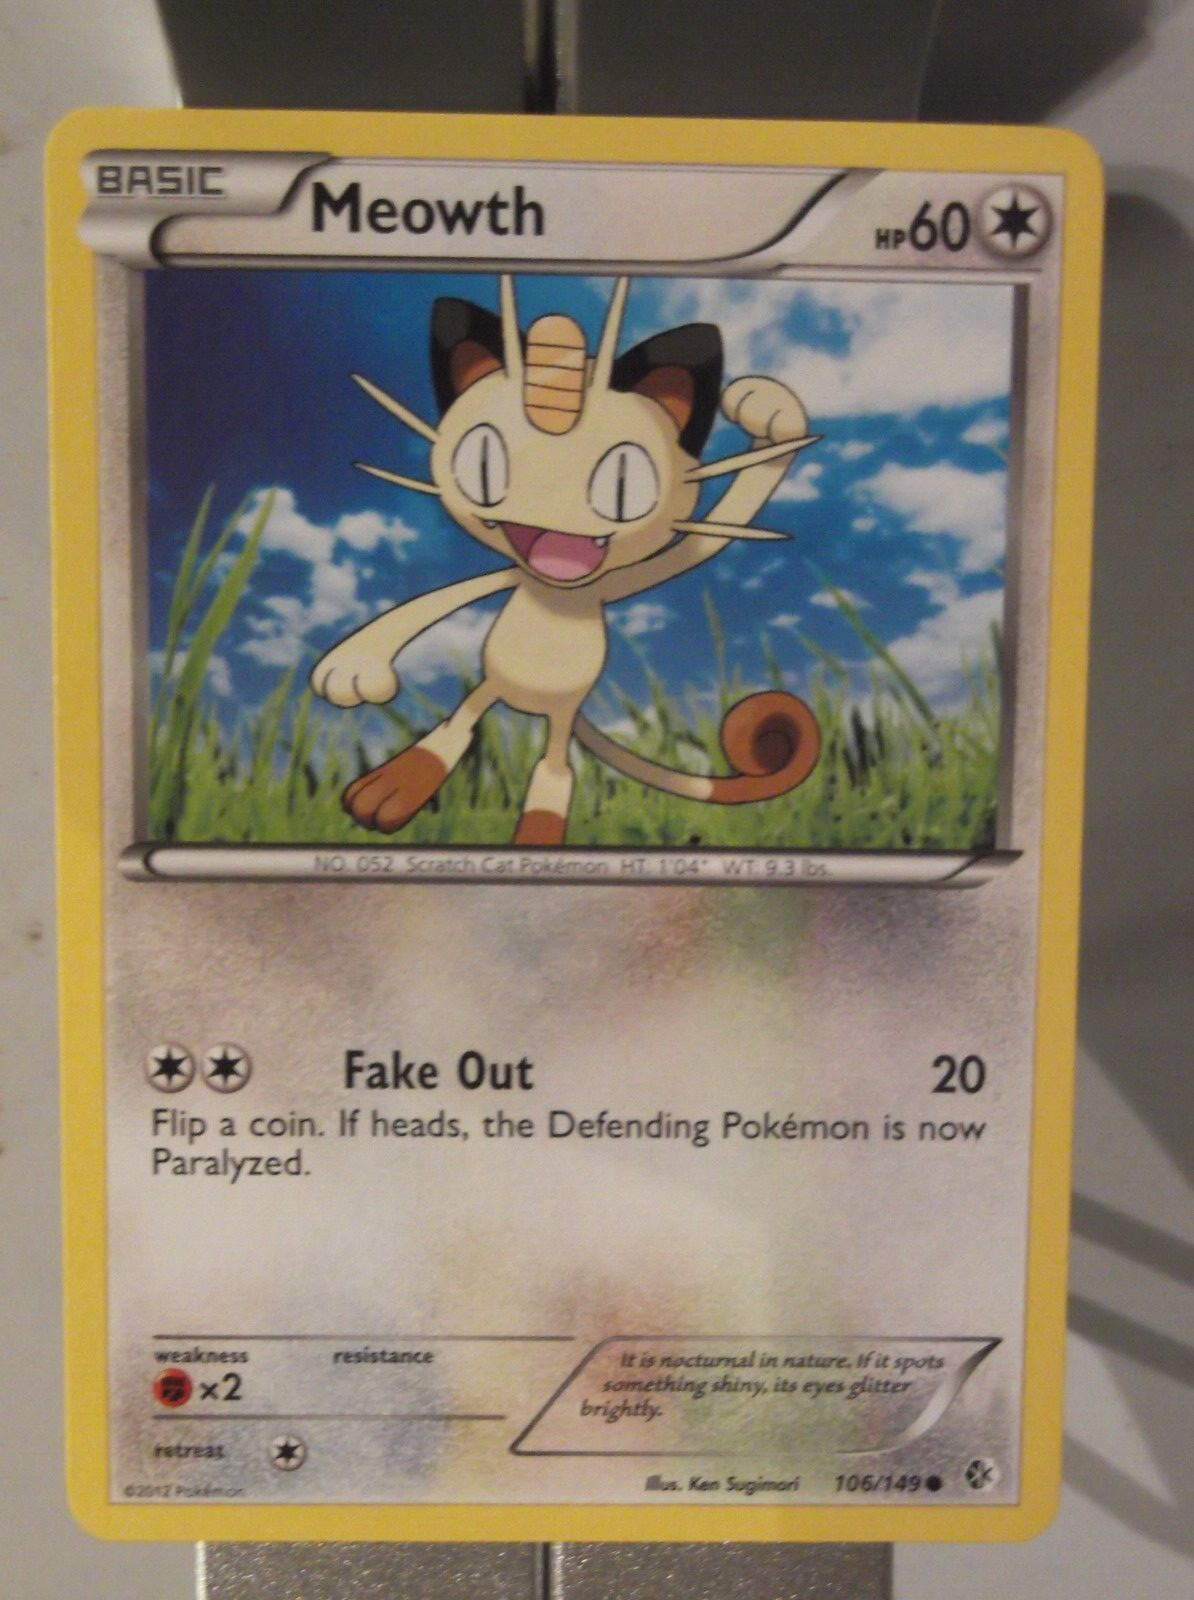 BASIC
Meowth
HP60
NO. 052 Scratch Cat Pokémon HT: 1'04" WT: 9.3 lbs.
Fake Out 20
Flip a coin. If heads, the Defending Pokémon is now
Paralyzed.
weakness resistance
×2
It is nocturnal in nature. If it spots
something shiny, its eyes glitter
brightly.
retreat
©2012 Pokémon
Illus. Ken Sugimori 106/149